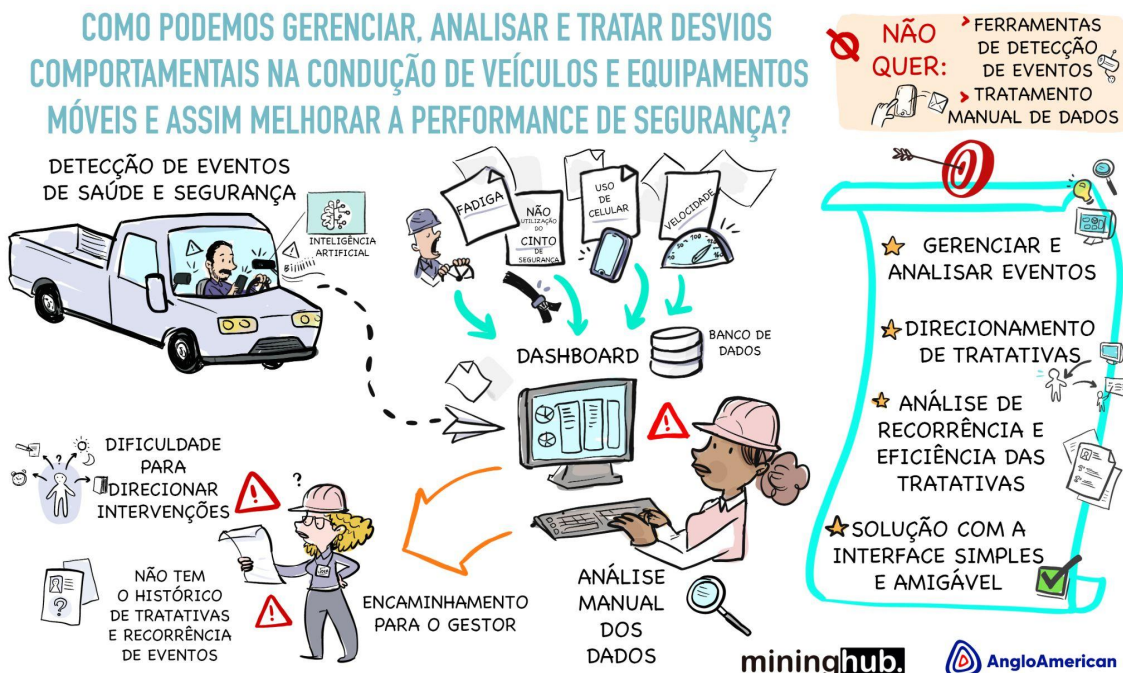 COMO PODEMOS GERENCIAR, ANALISAR E TRATAR DESVIOS
COMPORTAMENTAIS NA CONDUÇÃO DE VEÍCULOS E EQUIPAMENTOS
MÓVEIS E ASSIM MELHORAR A PERFORMANCE DE SEGURANÇA?
NÃO
QUER:
> FERRAMENTAS
DE DETECÇÃO
DE EVENTOS
> TRATAMENTO
MANUAL DE DADOS
DETECÇÃO DE EVENTOS
DE SAÚDE E SEGURANÇA
INTELIGÊNCIA
ARTIFICIAL
FADIGA
NÃO
UTILIZAÇÃO
DO
CINTO
DE
SEGURANÇA
USO
DE
CELULAR
VELOCIDADE
DASHBOARD
BANCO DE
DADOS
GERENCIAR E
ANALISAR EVENTOS
DIRECIONAMENTO
DE TRATATIVAS
ANÁLISE DE
RECORRÊNCIA E
EFICIÊNCIA DAS
TRATATIVAS
SOLUÇÃO COM A
INTERFACE SIMPLES
E AMIGÁVEL
DIFICULDADE
PARA
DIRECIONAR
INTERVENÇÕES
NÃO TEM
O HISTÓRICO
DE TRATATIVAS
E RECORRÊNCIA
DE EVENTOS
ENCAMINHAMENTO
PARA O GESTOR
ANÁLISE
MANUAL
DOS
DADOS
mininghub.
AngloAmerican